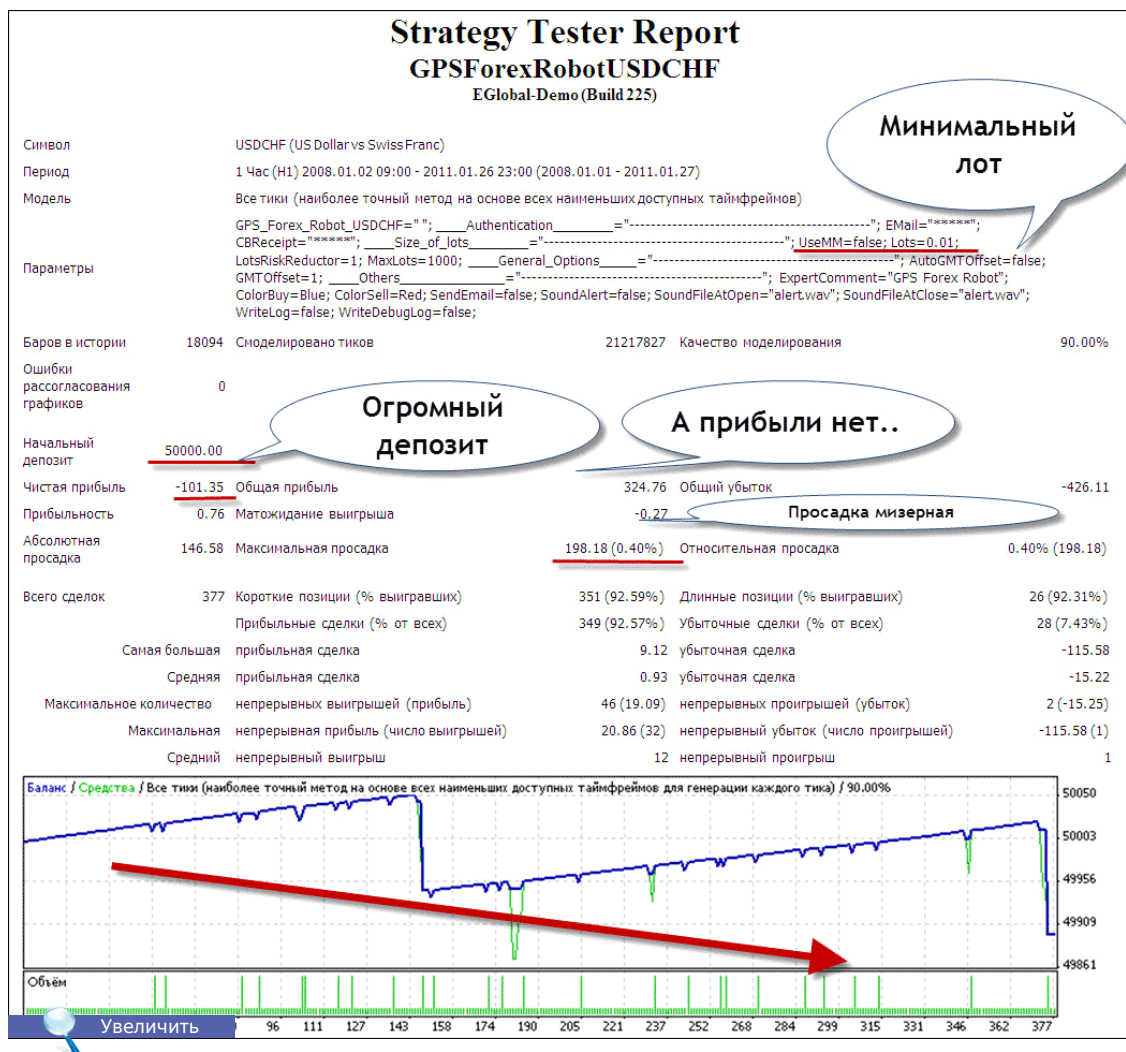 Strategy Tester Report
GPSForexRobotUSDCHF
EGlobal-Demo (Build 225)
Минимальный
лот
Символ USDCHF (US Dollar vs Swiss Franc)
Период 1 Час (H1) 2008.01.02 09:00 - 2011.01.26 23:00 (2008.01.01 - 2011.01.27)
Модель Все тики (наиболее точный метод на основе всех наименьших доступных таймфреймов)
Параметры
GPS_Forex_Robot_USDCHF=" "; ____Authentication________="-------------------------------------------"; EMail="*****";
CBReceipt="*****"; ____Size_of_lots________="-------------------------------------------"; UseMM=false; Lots=0.01;
LotsRiskReductor=1; MaxLots=1000; ____General_Options_____="-------------------------------------------"; AutoGMTOffset=false;
GMTOffset=1; ____Others______________="-------------------------------------------"; ExpertComment="GPS Forex Robot";
ColorBuy=Blue; ColorSell=Red; SendEmail=false; SoundAlert=false; SoundFileAtOpen="alert.wav"; SoundFileAtClose="alert.wav";
WriteLog=false; WriteDebugLog=false;
Баров в истории 18094 Смоделировано тиков 21217827 Качество моделирования 90.00%
Ошибки
рассогласования 0
графиков
Огромный
депозит
А прибыли нет..
Начальный
депозит 50000.00
Чистая прибыль -101.35 Общая прибыль 324.76 Общий убыток -426.11
Прибыльность 0.76 Матожидание выигрыша -0.27
Просадка мизерная
Абсолютная
просадка 146.58 Максимальная просадка 198.18 (0.40%) Относительная просадка 0.40% (198.18)
Всего сделок 377 Короткие позиции (% выигравших) 351 (92.59%) Длинные позиции (% выигравших) 26 (92.31%)
Прибыльные сделки (% от всех) 349 (92.57%) Убыточные сделки (% от всех) 28 (7.43%)
Самая большая прибыльная сделка 9.12 убыточная сделка -115.58
Средняя прибыльная сделка 0.93 убыточная сделка -15.22
Максимальное количество непрерывных выигрышей (прибыль) 46 (19.09) непрерывных проигрышей (убыток) 2 (-15.25)
Максимальная непрерывная прибыль (число выигрышей) 20.86 (32) непрерывный убыток (число проигрышей) -115.58 (1)
Средний непрерывный выигрыш 12 непрерывный проигрыш 1
Баланс / Средства / Все тики (наиболее точный метод на основе всех наименьших доступных таймфреймов для генерации каждого тика) / 90.00%
50050
50003
49956
49909
49861
Объём
Увеличить
96 111 127 143 158 174 190 205 221 237 252 268 284 299 315 331 346 362 377